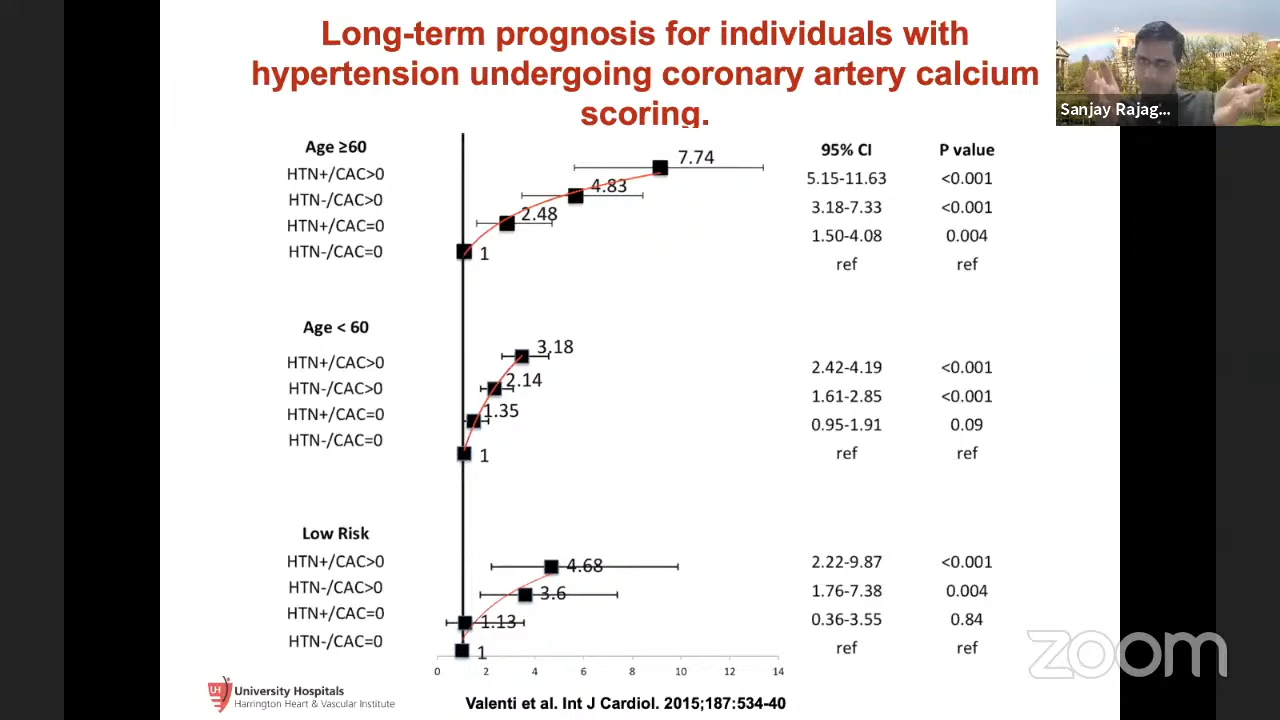 Long-term prognosis for individuals with
hypertension undergoing coronary artery calcium
scoring.
Sanjay Rajag...
Age ≥60
95% CI
P value
HTN+/CAC>0
7.74
5.15-11.63
<0.001
HTN-/CAC>0
4.83
3.18-7.33
<0.001
HTN+/CAC=0
2.48
1.50-4.08
0.004
HTN-/CAC=0
1
ref
ref
Age < 60
HTN+/CAC>0
3.18
2.42-4.19
<0.001
HTN-/CAC>0
2.14
1.61-2.85
<0.001
HTN+/CAC=0
1.35
0.95-1.91
0.09
HTN-/CAC=0
1
ref
ref
Low Risk
HTN+/CAC>0
4.68
2.22-9.87
<0.001
HTN-/CAC>0
3.6
1.76-7.38
0.004
HTN+/CAC=0
1.13
0.36-3.55
0.84
HTN-/CAC=0
1
ref
ref
0 2 4 6 8 10 12 14
zoom
UH
University Hospitals
Harrington Heart & Vascular Institute
Valenti et al. Int J Cardiol. 2015;187:534-40